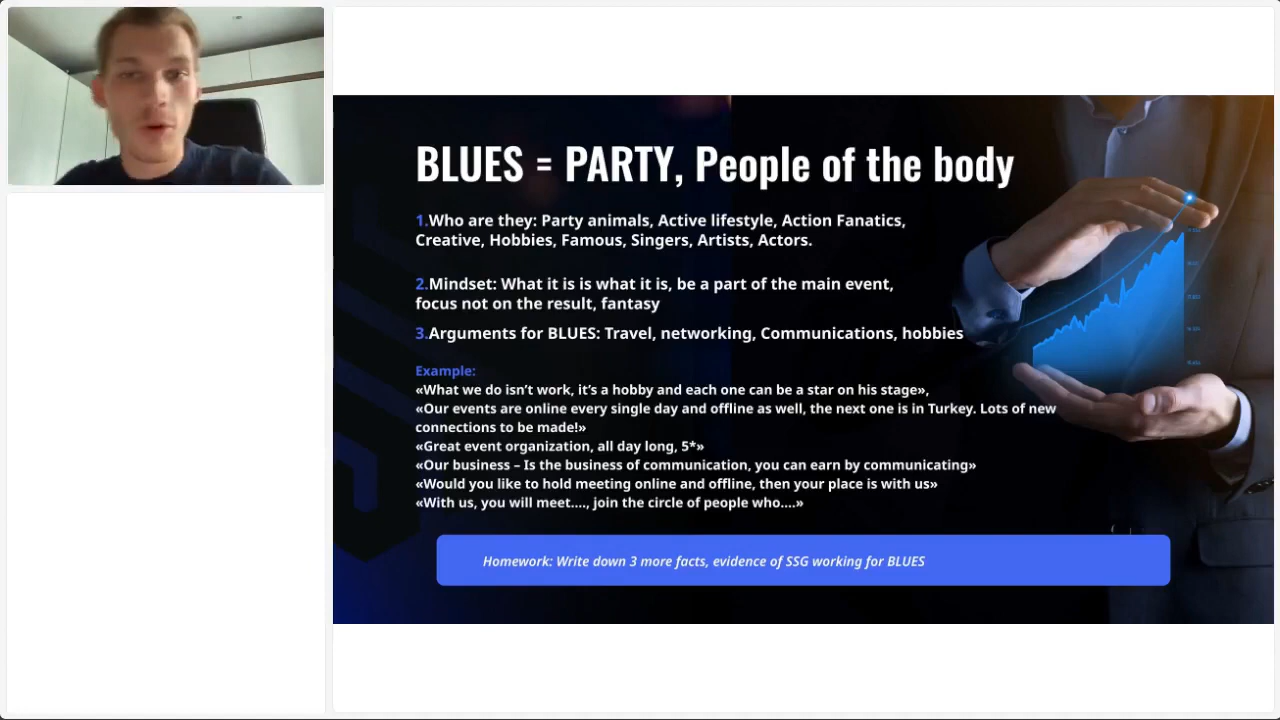 BLUES = PARTY, People of the body
1.Who are they: Party animals, Active lifestyle, Action Fanatics,
Creative, Hobbies, Famous, Singers, Artists, Actors.
2.Mindset: What it is is what it is, be a part of the main event,
focus not on the result, fantasy
3.Arguments for BLUES: Travel, networking, Communications, hobbies
Example:
«What we do isn’t work, it’s a hobby and each one can be a star on his stage»,
«Our events are online every single day and offline as well, the next one is in Turkey. Lots of new
connections to be made!»
«Great event organization, all day long, 5*»
«Our business – Is the business of communication, you can earn by communicating»
«Would you like to hold meeting online and offline, then your place is with us»
«With us, you will meet...., join the circle of people who....»
Homework: Write down 3 more facts, evidence of SSG working for BLUES